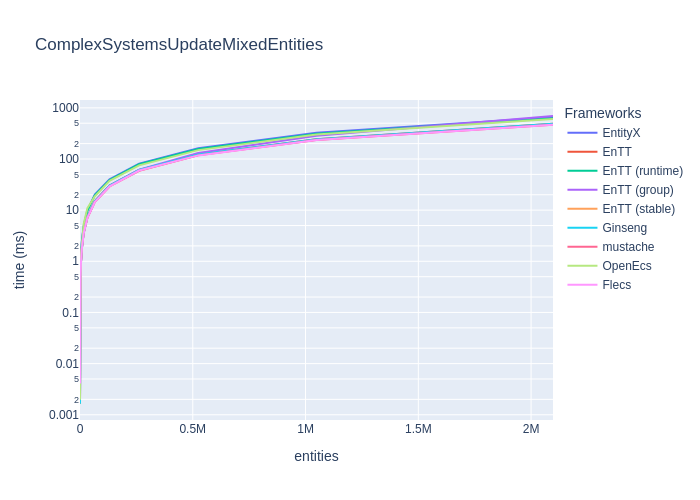 ComplexSystemsUpdateMixedEntities
time (ms)
1000
5
2
100
5
2
10
5
2
1
5
2
0.1
5
2
0.01
5
2
0.001
0 0.5M 1M 1.5M 2M
entities
Frameworks
EntityX
EnTT
EnTT (runtime)
EnTT (group)
EnTT (stable)
Ginseng
mustache
OpenEcs
Flecs